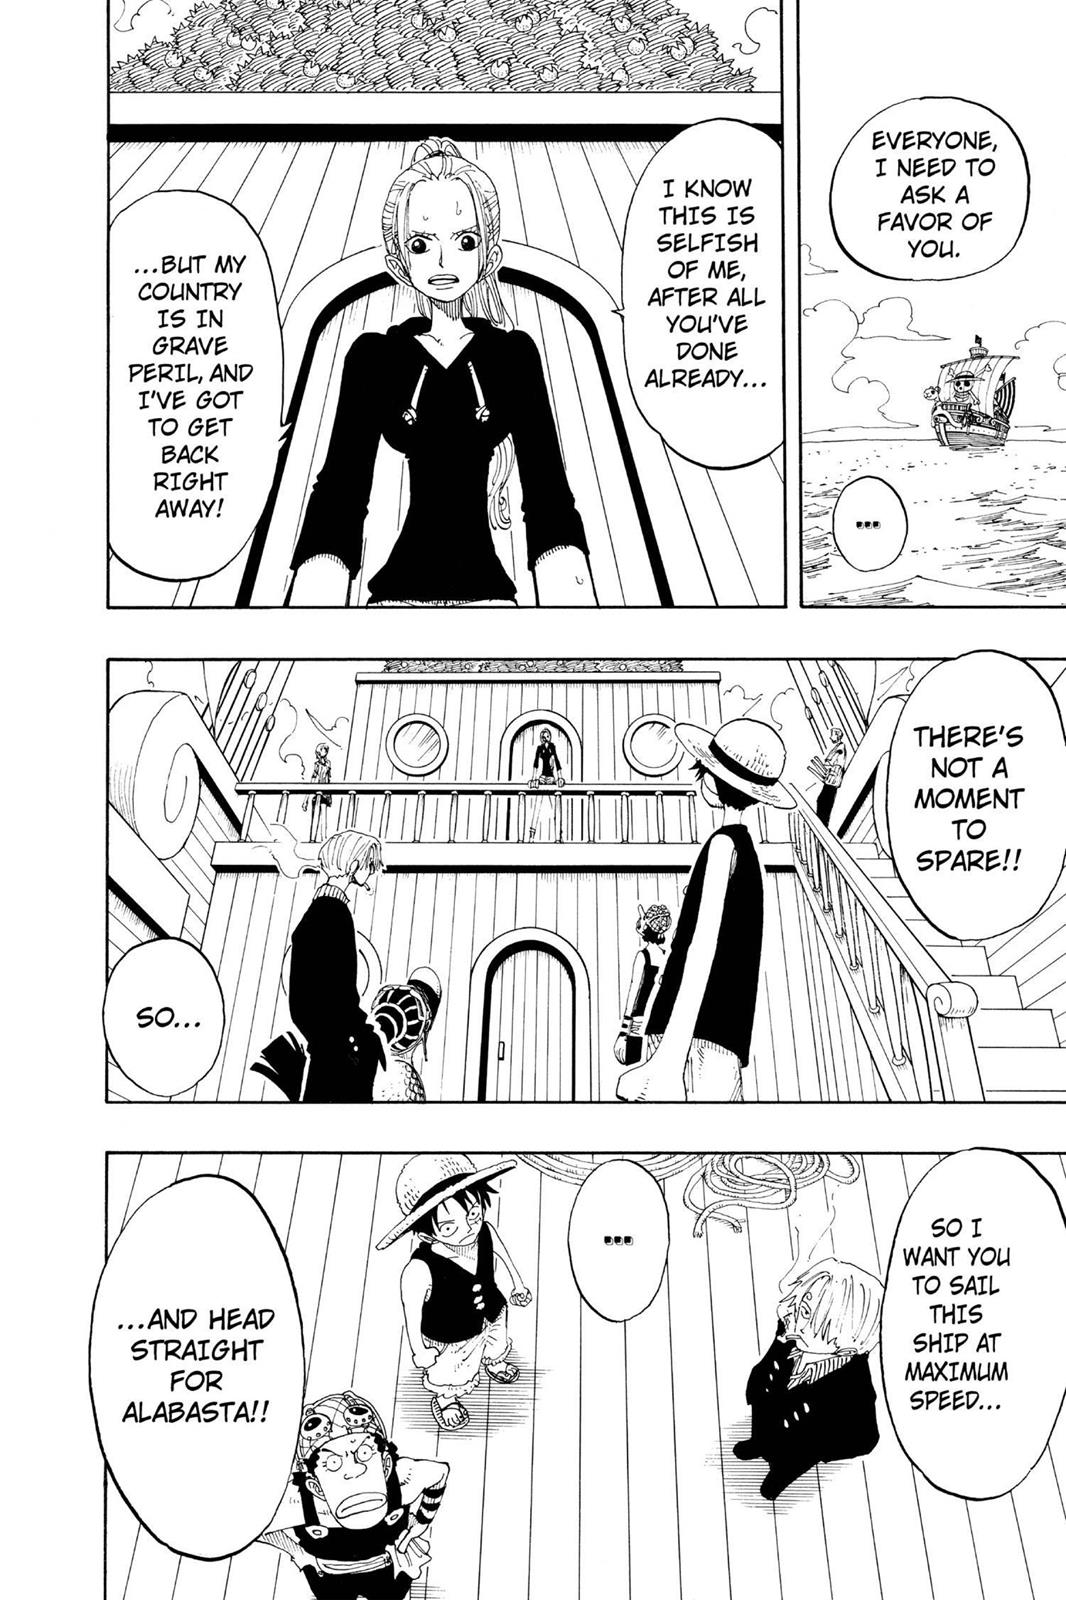 EVERYONE,
I NEED TO
ASK A
FAVOR OF
YOU.
...
I KNOW
THIS IS
SELFISH
OF ME,
AFTER ALL
YOU'VE
DONE
ALREADY...
...BUT MY
COUNTRY
IS IN
GRAVE
PERIL, AND
I'VE GOT
TO GET
BACK
RIGHT
AWAY!
THERE'S
NOT A
MOMENT
TO
SPARE!!
SO...
SO I
WANT YOU
TO SAIL
THIS
SHIP AT
MAXIMUM
SPEED...
...
...AND HEAD
STRAIGHT
FOR
ALABASTA!!